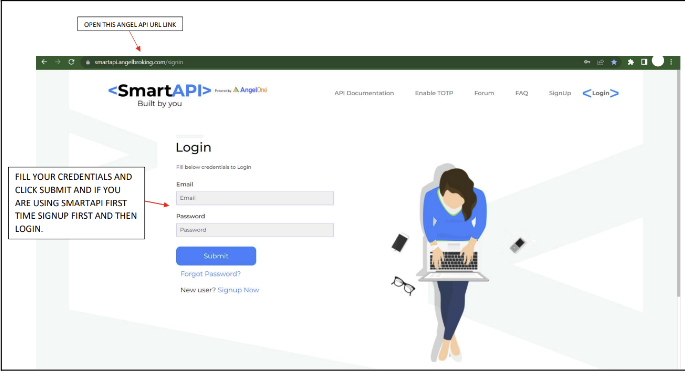 OPEN THIS ANGEL API URL LINK
smartapi.angelbroking.com/signin
<SmartAPI> Powered by AngelOne
Built by you
API Documentation Enable TOTP Forum FAQ SignUp <Login>
Login
Fill below credentials to Login
FILL YOUR CREDENTIALS AND
CLICK SUBMIT AND IF YOU
ARE USING SMARTAPI FIRST
TIME SIGNUP FIRST AND THEN
LOGIN.
Email
Email
Password
Password
Submit
Forgot Password?
New user? Signup Now